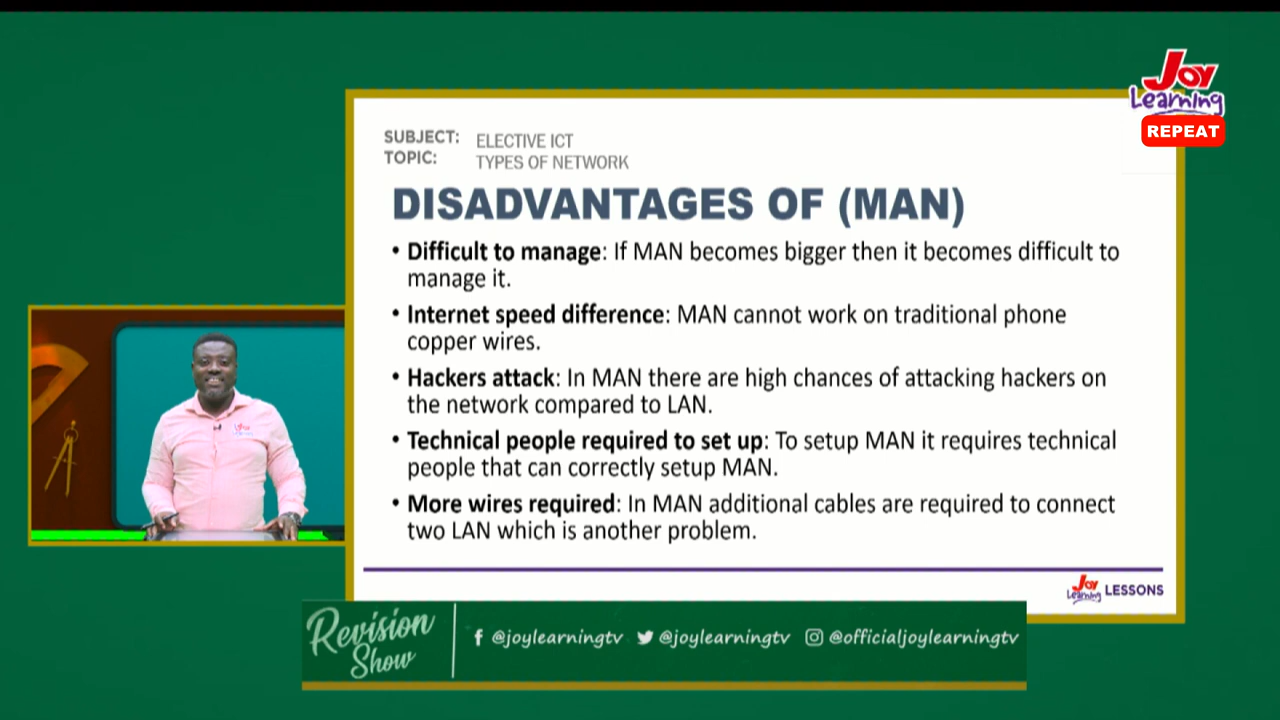 Joy
Learning
REPEAT
SUBJECT: ELECTIVE ICT
TOPIC: TYPES OF NETWORK
DISADVANTAGES OF (MAN)
• Difficult to manage: If MAN becomes bigger then it becomes difficult to
manage it.
• Internet speed difference: MAN cannot work on traditional phone
copper wires.
• Hackers attack: In MAN there are high chances of attacking hackers on
the network compared to LAN.
• Technical people required to set up: To setup MAN it requires technical
people that can correctly setup MAN.
• More wires required: In MAN additional cables are required to connect
two LAN which is another problem.
Joy
Learning LESSONS
Revision
Show
@joylearningtv @joylearningtv @officialjoylearningtv